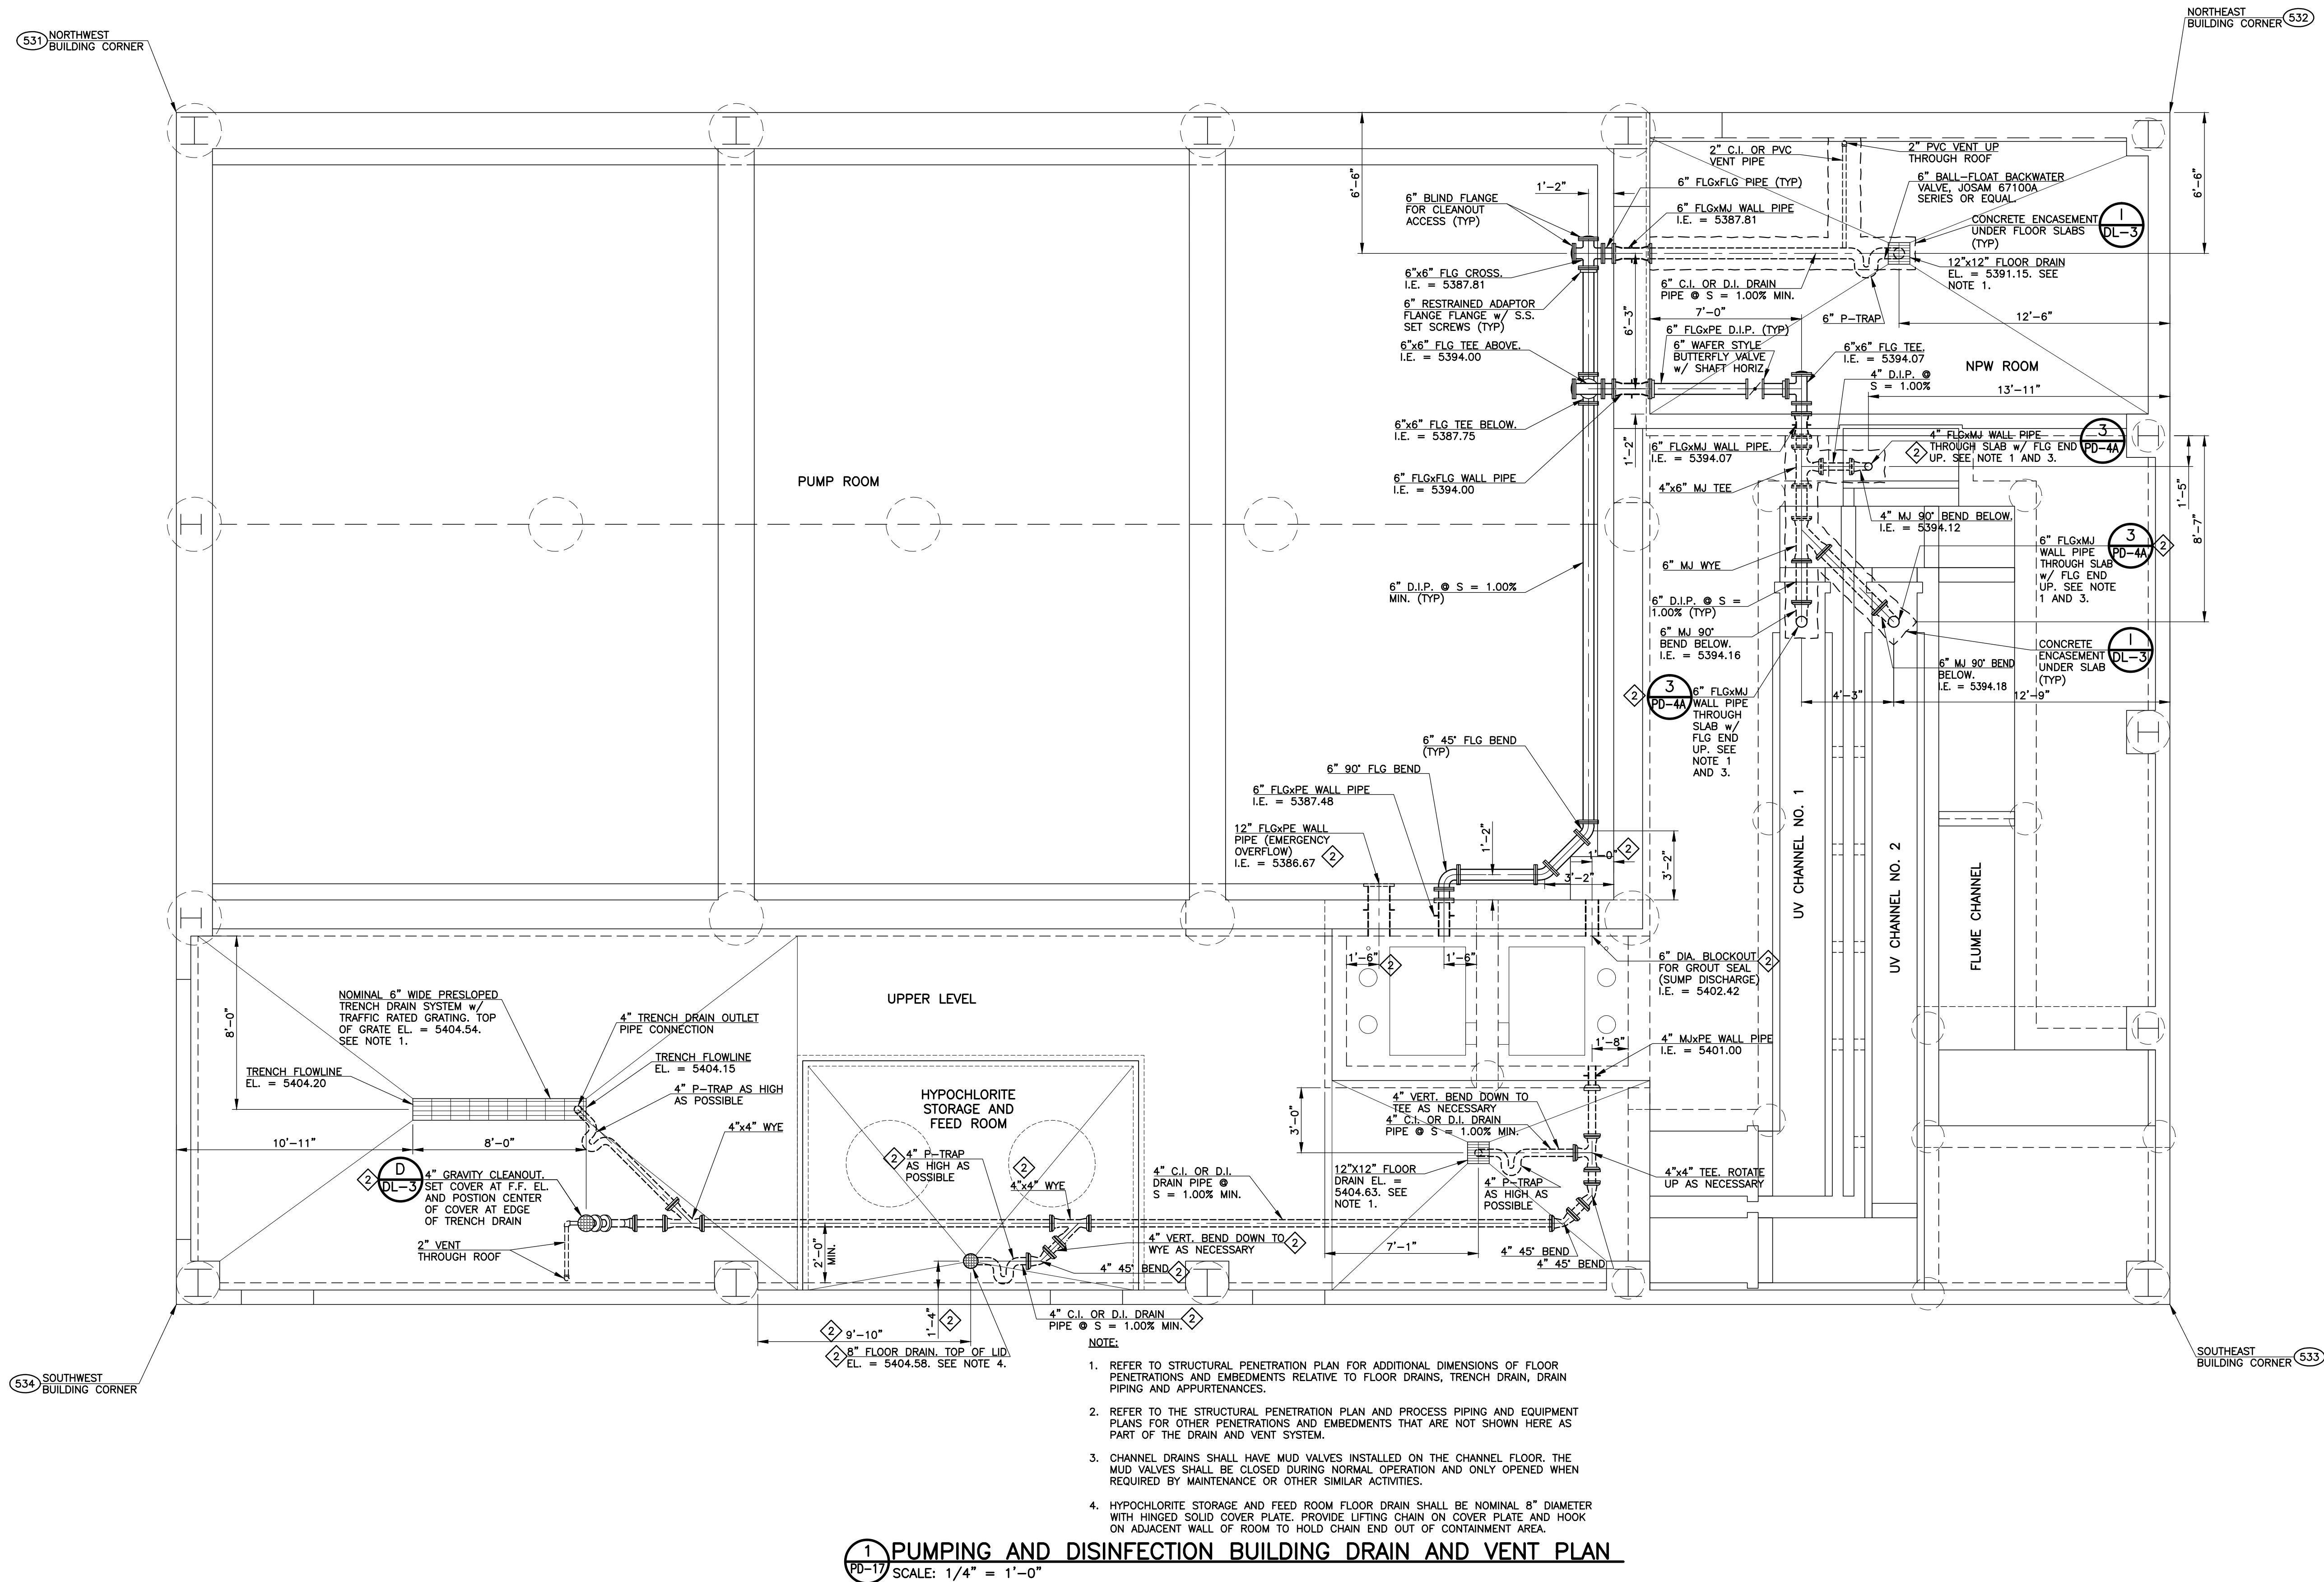 531
NORTHWEST
BUILDING CORNER
NORTHEAST
BUILDING CORNER
532
6'-6"
1'-2"
6" BLIND FLANGE
FOR CLEANOUT
ACCESS (TYP)
2" C.I. OR PVC
VENT PIPE
2" PVC VENT UP
THROUGH ROOF
6" FLGxFLG PIPE (TYP)
6" BALL-FLOAT BACKWATER
VALVE, JOSAM 67100A
SERIES OR EQUAL.
6'-6"
6" FLGxMJ WALL PIPE
I.E. = 5387.81
CONCRETE ENCASEMENT
UNDER FLOOR SLABS
(TYP)
1
DL-3
6"x6" FLG CROSS.
I.E. = 5387.81
12"x12" FLOOR DRAIN
EL. = 5391.15. SEE
NOTE 1.
6" C.I. OR D.I. DRAIN
PIPE @ S = 1.00% MIN.
6" RESTRAINED ADAPTOR
FLANGE FLANGE w/ S.S.
SET SCREWS (TYP)
6'-3"
7'-0"
6" P-TRAP
12'-6"
6" FLGxPE D.I.P. (TYP)
6" WAFER STYLE
BUTTERFLY VALVE
w/ SHAFT HORIZ.
6"x6" FLG TEE ABOVE.
I.E. = 5394.00
6"x6" FLG TEE.
I.E. = 5394.07
NPW ROOM
4" D.I.P. @
S = 1.00%
13'-11"
6"x6" FLG TEE BELOW.
I.E. = 5387.75
1'-2"
6" FLGxMJ WALL PIPE.
I.E. = 5394.07
4" FLGxMJ WALL PIPE
THROUGH SLAB w/ FLG END
UP. SEE NOTE 1 AND 3.
2
3
PD-4A
PUMP ROOM
6" FLGxFLG WALL PIPE
I.E. = 5394.00
4"x6" MJ TEE
1'-5"
4" MJ 90° BEND BELOW.
I.E. = 5394.12
8'-7"
6" FLGxMJ
WALL PIPE
THROUGH SLAB
w/ FLG END
UP. SEE NOTE
1 AND 3.
3
PD-4A
2
6" MJ WYE
6" D.I.P. @ S = 1.00%
MIN. (TYP)
6" D.I.P. @ S =
1.00% (TYP)
6" MJ 90°
BEND BELOW.
I.E. = 5394.16
CONCRETE
ENCASEMENT
UNDER SLAB
(TYP)
1
DL-3
6" MJ 90° BEND
BELOW.
I.E. = 5394.18
2
3
PD-4A
6" FLGxMJ
WALL PIPE
THROUGH
SLAB w/
FLG END
UP. SEE
NOTE 1
AND 3.
4'-3"
12'-9"
6" 45° FLG BEND
(TYP)
6" 90° FLG BEND
6" FLGxPE WALL PIPE
I.E. = 5387.48
12" FLGxPE WALL
PIPE (EMERGENCY
OVERFLOW)
I.E. = 5386.67
2
1'-2"
1'-0"
2
3'-2"
3'-2"
UV CHANNEL NO. 1
UV CHANNEL NO. 2
FLUME CHANNEL
1'-6"
2
1'-6"
6" DIA. BLOCKOUT
FOR GROUT SEAL
(SUMP DISCHARGE)
I.E. = 5402.42
2
UPPER LEVEL
8'-0"
NOMINAL 6" WIDE PRESLOPED
TRENCH DRAIN SYSTEM w/
TRAFFIC RATED GRATING. TOP
OF GRATE EL. = 5404.54.
SEE NOTE 1.
4" TRENCH DRAIN OUTLET
PIPE CONNECTION
TRENCH FLOWLINE
EL. = 5404.15
TRENCH FLOWLINE
EL. = 5404.20
4" P-TRAP AS HIGH
AS POSSIBLE
1'-8"
4" MJxPE WALL PIPE
I.E. = 5401.00
HYPOCHLORITE
STORAGE AND
FEED ROOM
4"x4" WYE
3'-0"
4" VERT. BEND DOWN TO
TEE AS NECESSARY
4" C.I. OR D.I. DRAIN
PIPE @ S = 1.00% MIN.
10'-11"
8'-0"
2
D
DL-3
4" GRAVITY CLEANOUT.
SET COVER AT F.F. EL.
AND POSTION CENTER
OF COVER AT EDGE
OF TRENCH DRAIN
2
4" P-TRAP
AS HIGH AS
POSSIBLE
2
4"x4" WYE
4" C.I. OR D.I.
DRAIN PIPE @
S = 1.00% MIN.
12"X12" FLOOR
DRAIN EL. =
5404.63. SEE
NOTE 1.
4" P-TRAP
AS HIGH AS
POSSIBLE
4"x4" TEE. ROTATE
UP AS NECESSARY
2" VENT
THROUGH ROOF
2'-0"
MIN.
4" VERT. BEND DOWN TO
WYE AS NECESSARY
2
7'-1"
4" 45° BEND
4" 45° BEND
4" 45° BEND
2
1'-4"
2
4" C.I. OR D.I. DRAIN
PIPE @ S = 1.00% MIN.
2
2
9'-10"
2
8" FLOOR DRAIN. TOP OF LID
EL. = 5404.58. SEE NOTE 4.
534
SOUTHWEST
BUILDING CORNER
SOUTHEAST
BUILDING CORNER
533
NOTE:
1. REFER TO STRUCTURAL PENETRATION PLAN FOR ADDITIONAL DIMENSIONS OF FLOOR
PENETRATIONS AND EMBEDMENTS RELATIVE TO FLOOR DRAINS, TRENCH DRAIN, DRAIN
PIPING AND APPURTENANCES.
2. REFER TO THE STRUCTURAL PENETRATION PLAN AND PROCESS PIPING AND EQUIPMENT
PLANS FOR OTHER PENETRATIONS AND EMBEDMENTS THAT ARE NOT SHOWN HERE AS
PART OF THE DRAIN AND VENT SYSTEM.
3. CHANNEL DRAINS SHALL HAVE MUD VALVES INSTALLED ON THE CHANNEL FLOOR. THE
MUD VALVES SHALL BE CLOSED DURING NORMAL OPERATION AND ONLY OPENED WHEN
REQUIRED BY MAINTENANCE OR OTHER SIMILAR ACTIVITIES.
4. HYPOCHLORITE STORAGE AND FEED ROOM FLOOR DRAIN SHALL BE NOMINAL 8" DIAMETER
WITH HINGED SOLID COVER PLATE. PROVIDE LIFTING CHAIN ON COVER PLATE AND HOOK
ON ADJACENT WALL OF ROOM TO HOLD CHAIN END OUT OF CONTAINMENT AREA.
1
PD-17
PUMPING AND DISINFECTION BUILDING DRAIN AND VENT PLAN
SCALE: 1/4" = 1'-0"